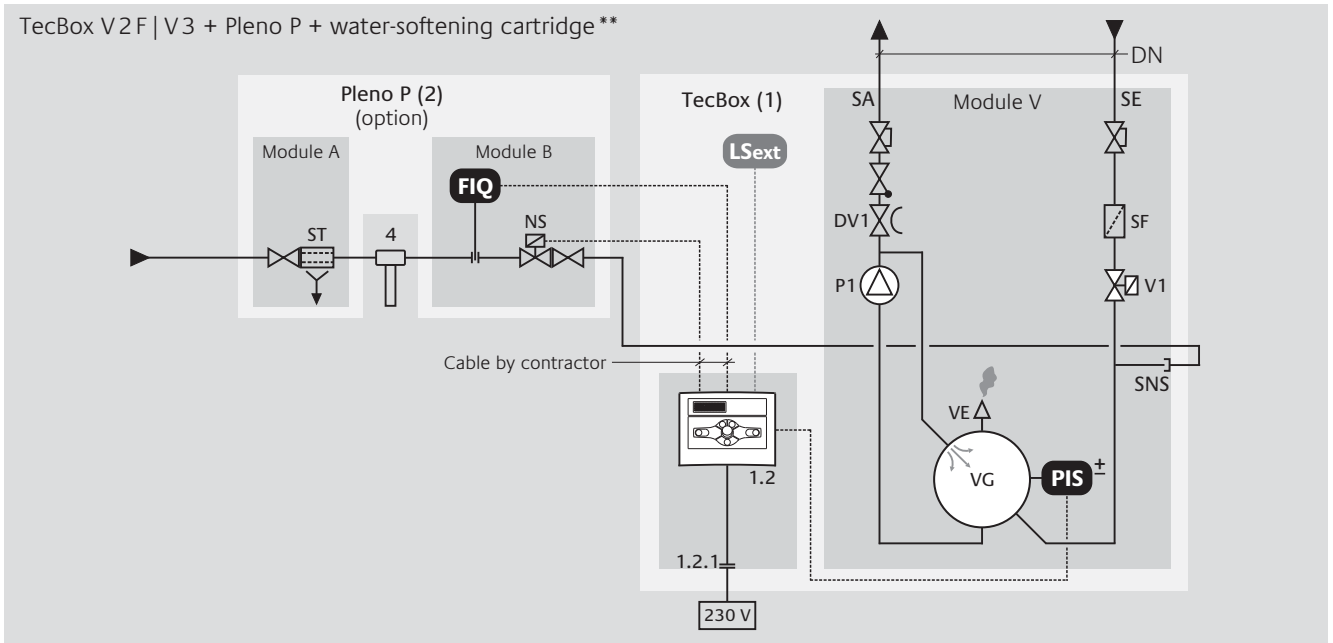 TecBox V2F | V3 + Pleno P + water-softening cartridge**
DN
Pleno P (2)
(option)
TecBox (1)
SA
Module V
SE
Module A
Module B
LSext
FIQ
ST
4
NS
DV1
SF
P1
V1
Cable by contractor
SNS
VE
1.2
VG
PIS
±
1.2.1
230 V